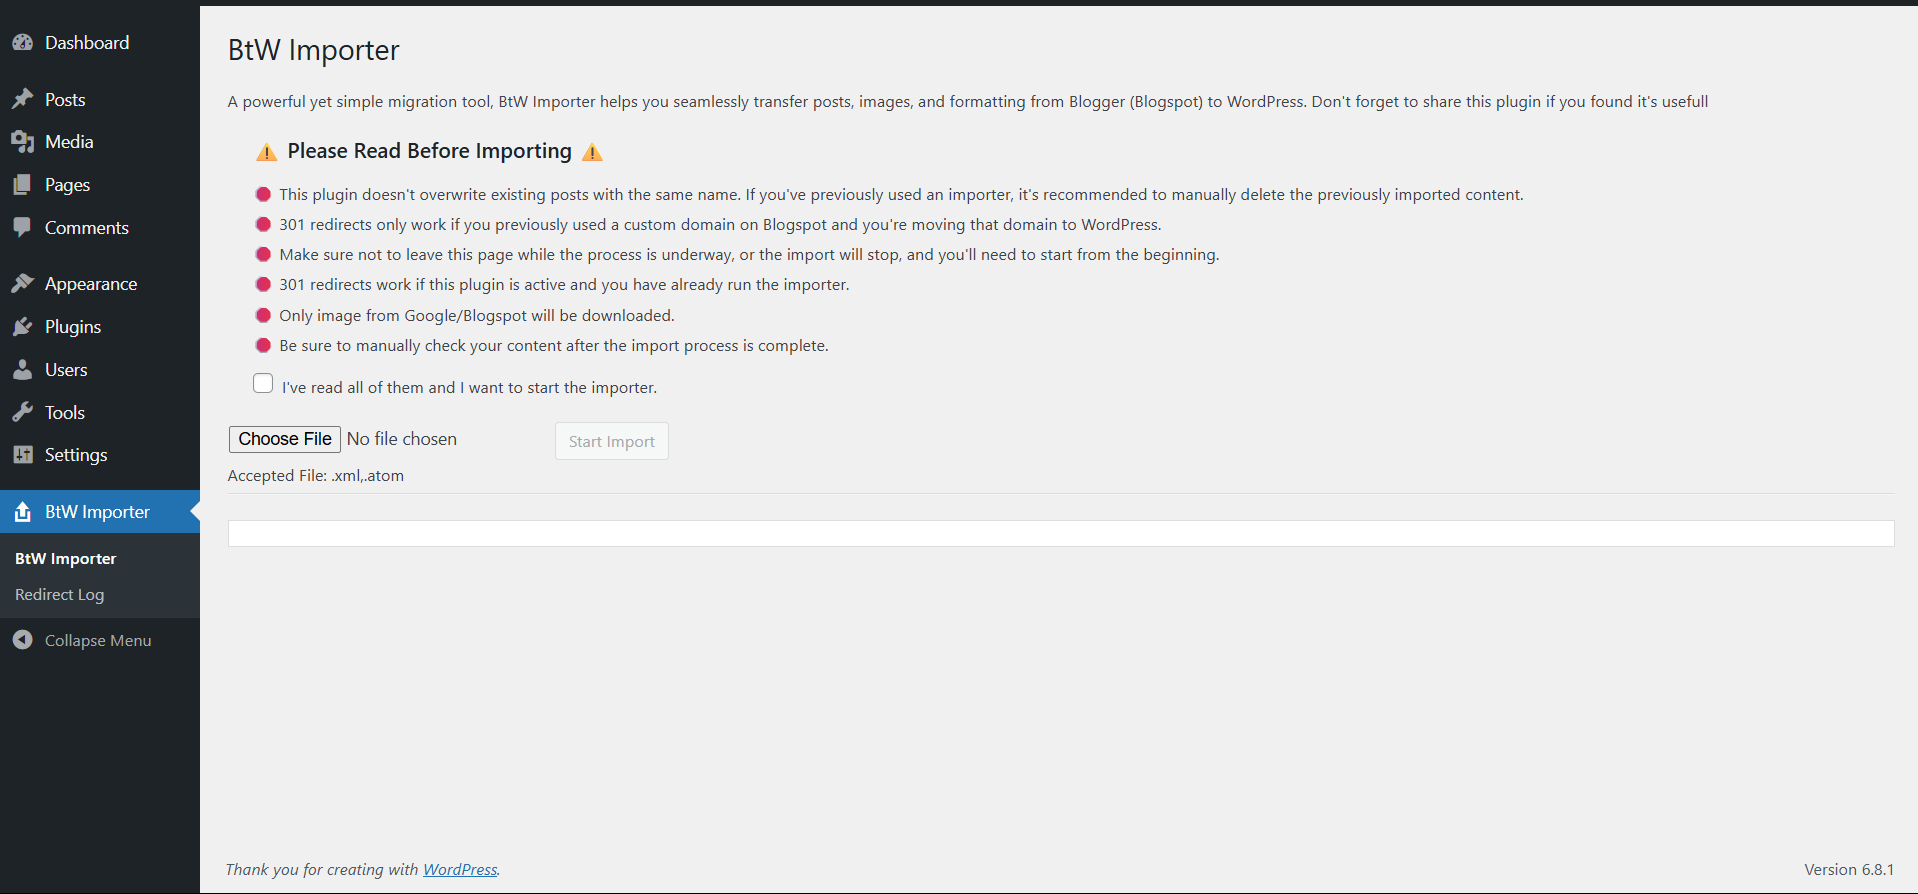 Dashboard
Posts
Media
Pages
Comments
Appearance
Plugins
Users
Tools
Settings
BtW Importer
BtW Importer
Redirect Log
Collapse Menu
BtW Importer
A powerful yet simple migration tool, BtW Importer helps you seamlessly transfer posts, images, and formatting from Blogger (Blogspot) to WordPress. Don't forget to share this plugin if you found it's usefull
Please Read Before Importing
This plugin doesn't overwrite existing posts with the same name. If you've previously used an importer, it's recommended to manually delete the previously imported content.
301 redirects only work if you previously used a custom domain on Blogspot and you're moving that domain to WordPress.
Make sure not to leave this page while the process is underway, or the import will stop, and you'll need to start from the beginning.
301 redirects work if this plugin is active and you have already run the importer.
Only image from Google/Blogspot will be downloaded.
Be sure to manually check your content after the import process is complete.
I've read all of them and I want to start the importer.
Choose File No file chosen Start Import
Accepted File: .xml,.atom
Thank you for creating with WordPress. Version 6.8.1